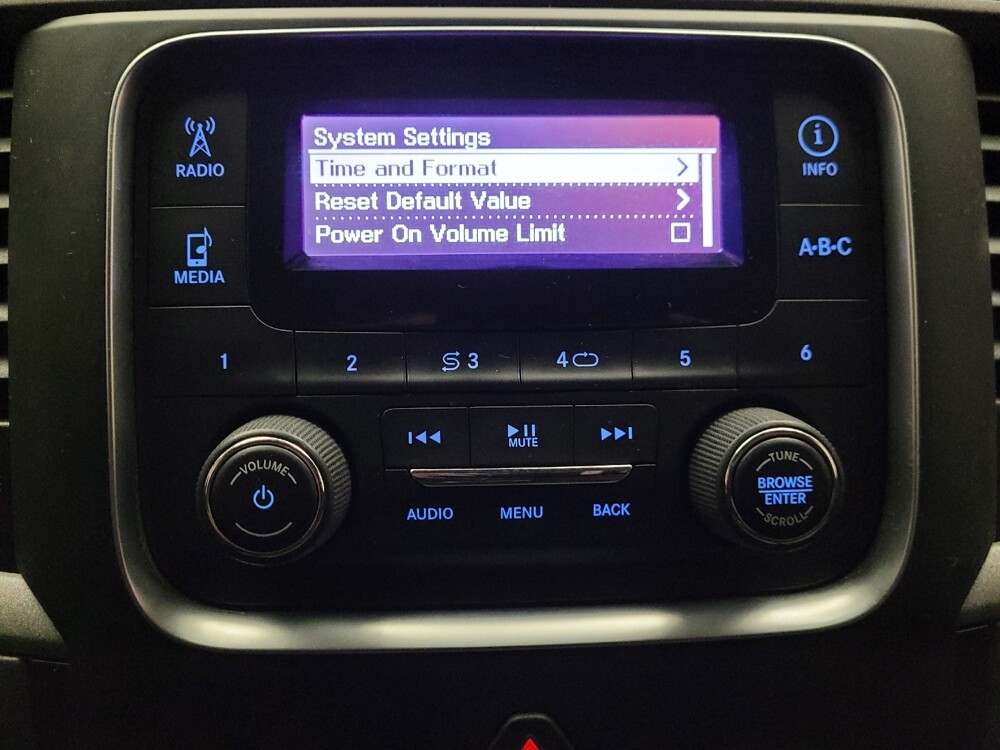 System Settings
Time and Format
Reset Default Value
Power On Volume Limit
RADIO
MEDIA
i
INFO
A·B·C
1
2
3
4
5
6
MUTE
VOLUME
AUDIO
MENU
BACK
TUNE
BROWSE
ENTER
SCROLL